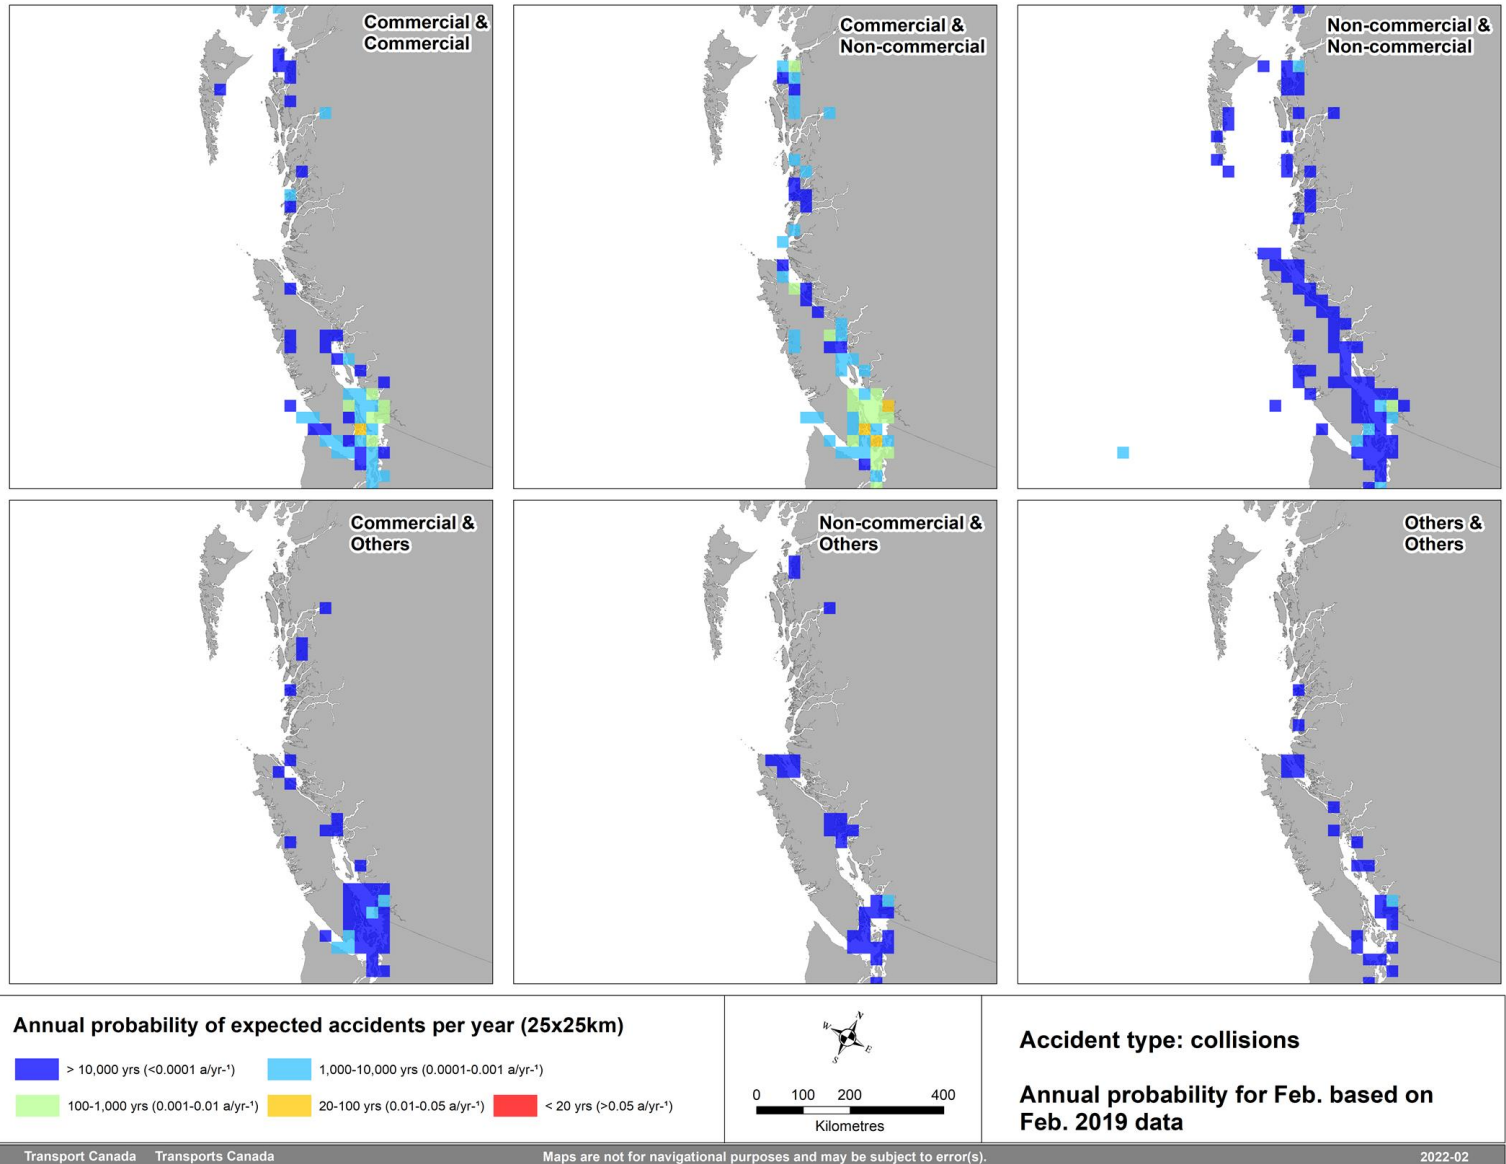 Commercial &
Commercial
Commercial &
Non-commercial
Non-commercial &
Non-commercial
Commercial &
Others
Non-commercial &
Others
Others &
Others
Annual probability of expected accidents per year (25x25km)
> 10,000 yrs (<0.0001 a/yr-¹)
1,000-10,000 yrs (0.0001-0.001 a/yr-¹)
100-1,000 yrs (0.001-0.01 a/yr-¹)
20-100 yrs (0.01-0.05 a/yr-¹)
< 20 yrs (>0.05 a/yr-¹)
N
W
E
S
0 100 200 400
Kilometres
Accident type: collisions
Annual probability for Feb. based on
Feb. 2019 data
Transport Canada Transports Canada
Maps are not for navigational purposes and may be subject to error(s).
2022-02